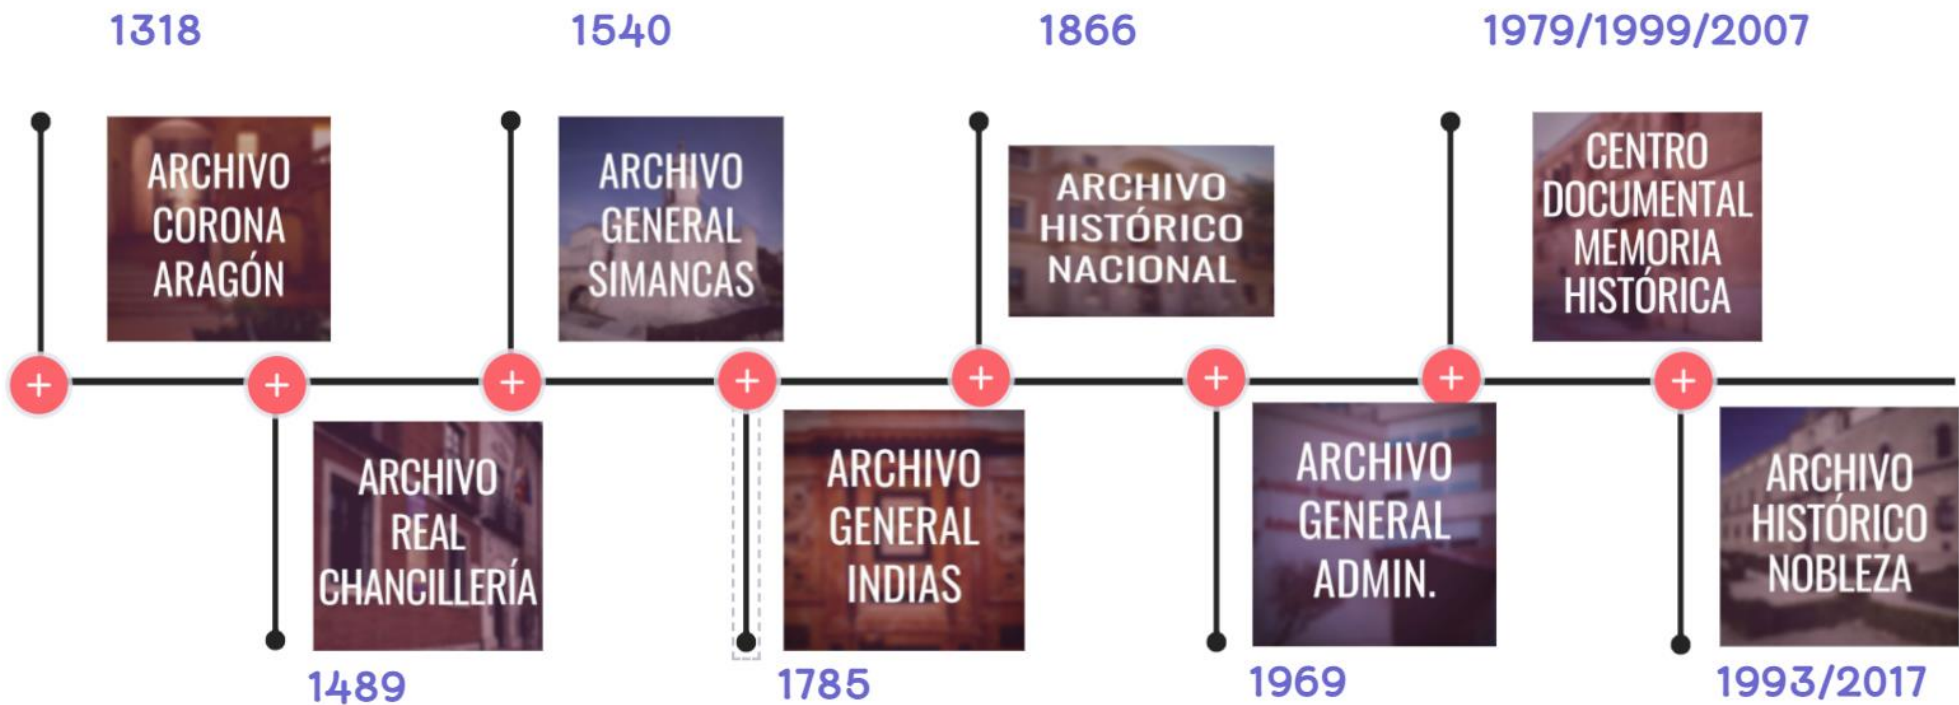 1318
1540
1866
1979/1999/2007
ARCHIVO
CORONA
ARAGÓN
ARCHIVO
GENERAL
SIMANCAS
ARCHIVO
HISTÓRICO
NACIONAL
CENTRO
DOCUMENTAL
MEMORIA
HISTÓRICA
ARCHIVO
REAL
CHANCILLERÍA
ARCHIVO
GENERAL
INDIAS
ARCHIVO
GENERAL
ADMIN.
ARCHIVO
HISTÓRICO
NOBLEZA
1489
1785
1969
1993/2017